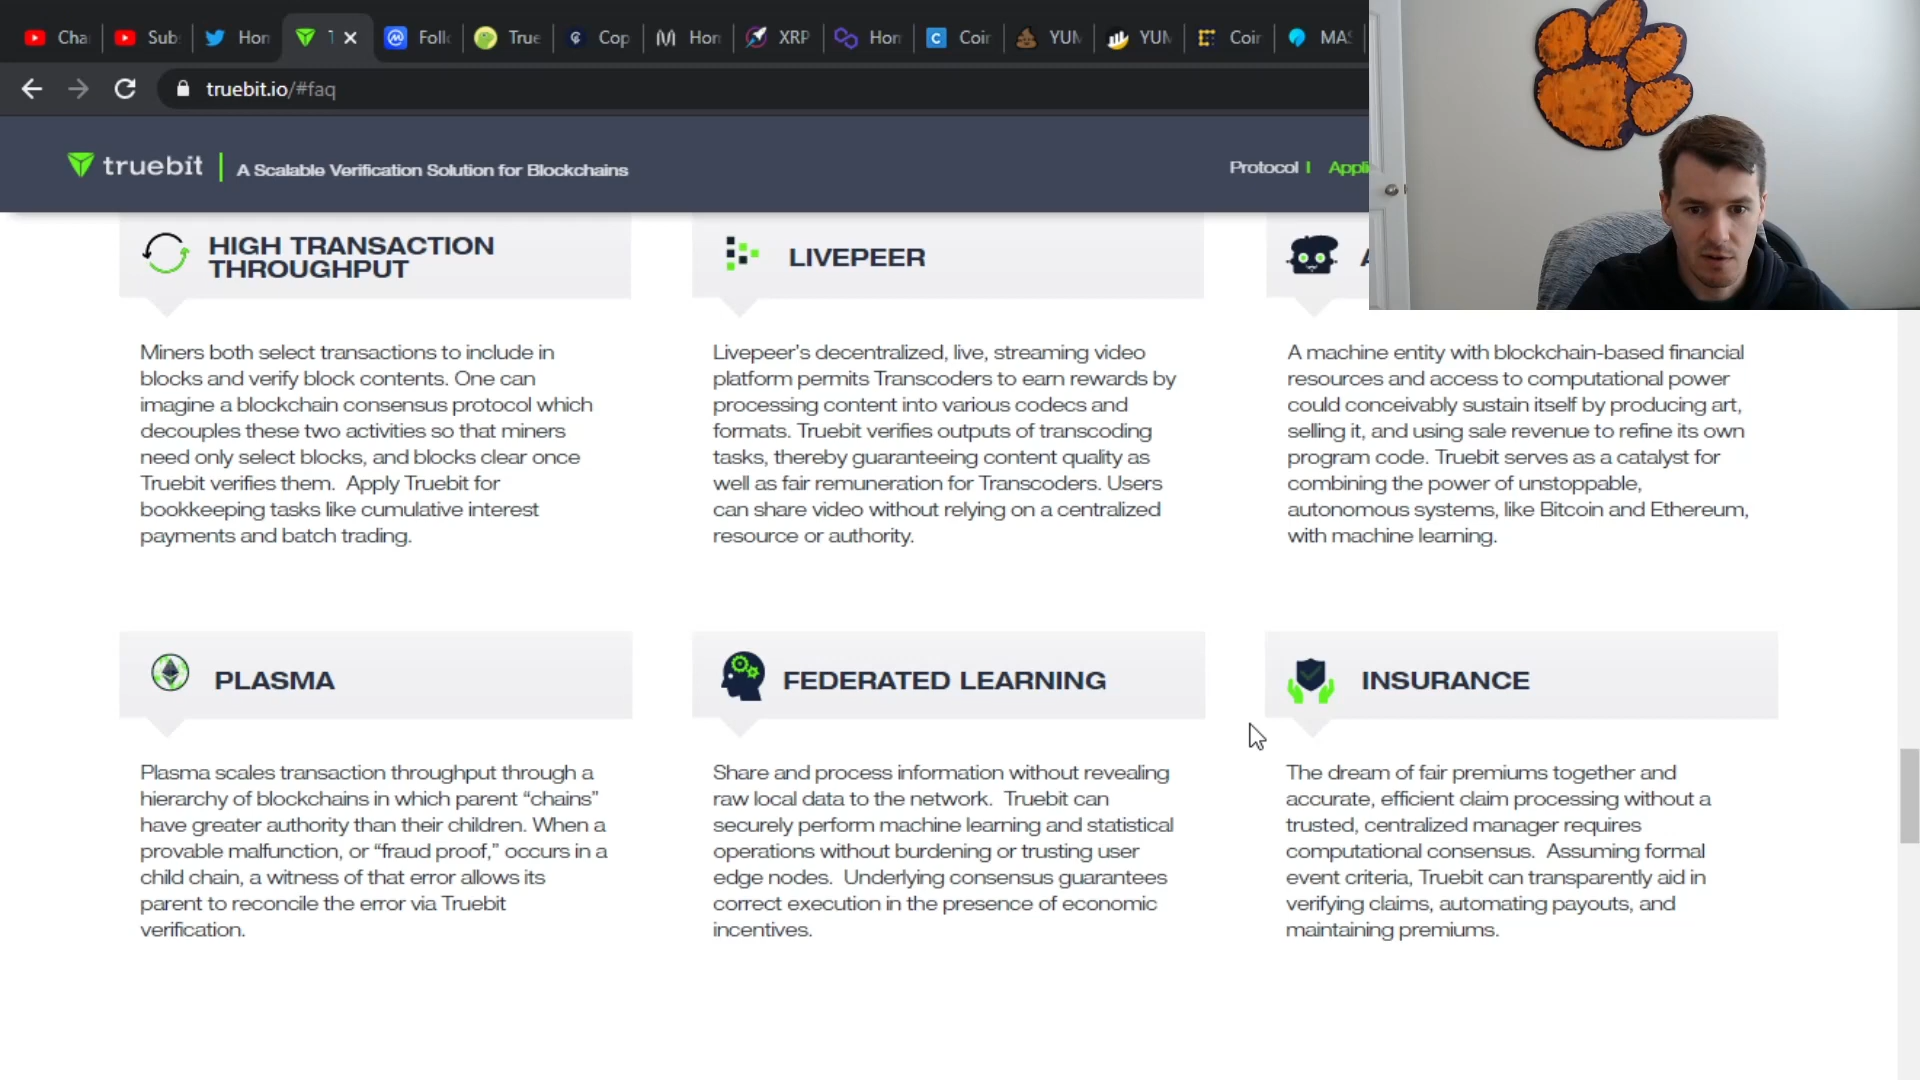 Cha
Sub
Hon
Follo
True
Cop
Hon
XRP
Hon
Coin
YUM
YUM
Coin
MAS
truebit.io/#faq
truebit
A Scalable Verification Solution for Blockchains
Protocol
Appli
HIGH TRANSACTION
THROUGHPUT
Miners both select transactions to include in
blocks and verify block contents. One can
imagine a blockchain consensus protocol which
decouples these two activities so that miners
need only select blocks, and blocks clear once
Truebit verifies them. Apply Truebit for
bookkeeping tasks like cumulative interest
payments and batch trading.
LIVEPEER
Livepeer's decentralized, live, streaming video
platform permits Transcoders to earn rewards by
processing content into various codecs and
formats. Truebit verifies outputs of transcoding
tasks, thereby guaranteeing content quality as
well as fair remuneration for Transcoders. Users
can share video without relying on a centralized
resource or authority.
A machine entity with blockchain-based financial
resources and access to computational power
could conceivably sustain itself by producing art,
selling it, and using sale revenue to refine its own
program code. Truebit serves as a catalyst for
combining the power of unstoppable,
autonomous systems, like Bitcoin and Ethereum,
with machine learning.
PLASMA
Plasma scales transaction throughput through a
hierarchy of blockchains in which parent “chains”
have greater authority than their children. When a
provable malfunction, or “fraud proof,” occurs in a
child chain, a witness of that error allows its
parent to reconcile the error via Truebit
verification.
FEDERATED LEARNING
Share and process information without revealing
raw local data to the network. Truebit can
securely perform machine learning and statistical
operations without burdening or trusting user
edge nodes. Underlying consensus guarantees
correct execution in the presence of economic
incentives.
INSURANCE
The dream of fair premiums together and
accurate, efficient claim processing without a
trusted, centralized manager requires
computational consensus. Assuming formal
event criteria, Truebit can transparently aid in
verifying claims, automating payouts, and
maintaining premiums.